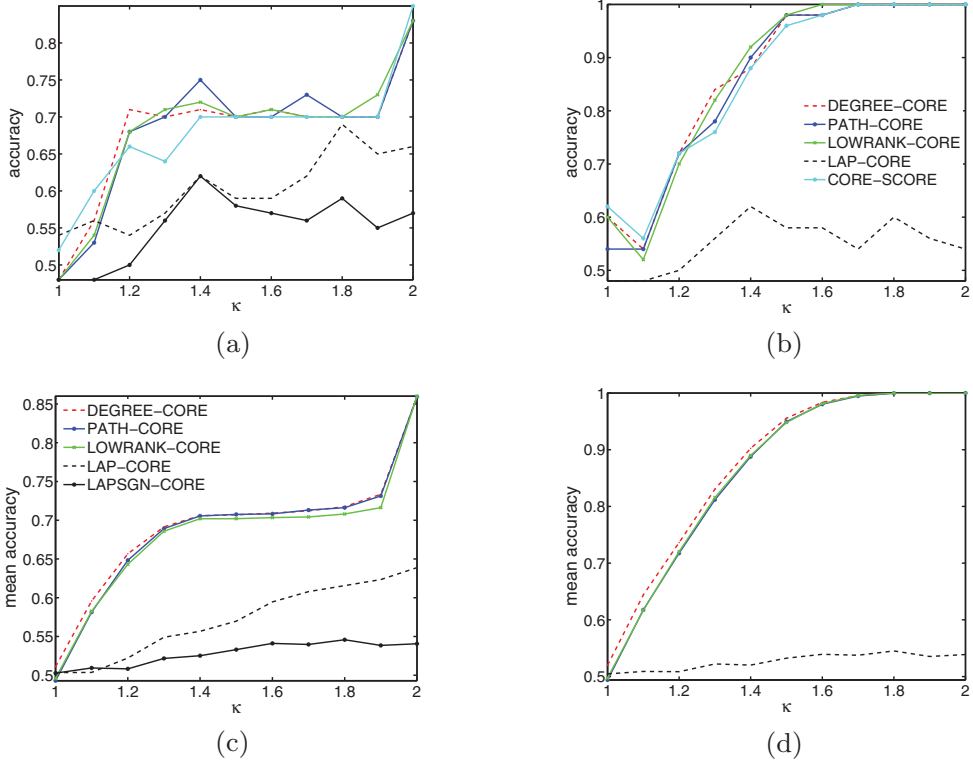 0.8
0.75
0.7
0.65
0.6
0.55
0.5
accuracy
1
1.2
1.4
1.6
1.8
2
κ
(a)
1
0.9
0.8
0.7
0.6
0.5
accuracy
DEGREE−CORE
PATH−CORE
LOWRANK−CORE
LAP−CORE
CORE−SCORE
1
1.2
1.4
1.6
1.8
2
κ
(b)
0.85
0.8
0.75
0.7
0.65
0.6
0.55
0.5
mean accuracy
DEGREE−CORE
PATH−CORE
LOWRANK−CORE
LAP−CORE
LAPSGN−CORE
1
1.2
1.4
1.6
1.8
2
κ
(c)
1
0.9
0.8
0.7
0.6
0.5
mean accuracy
1
1.2
1.4
1.6
1.8
2
κ
(d)